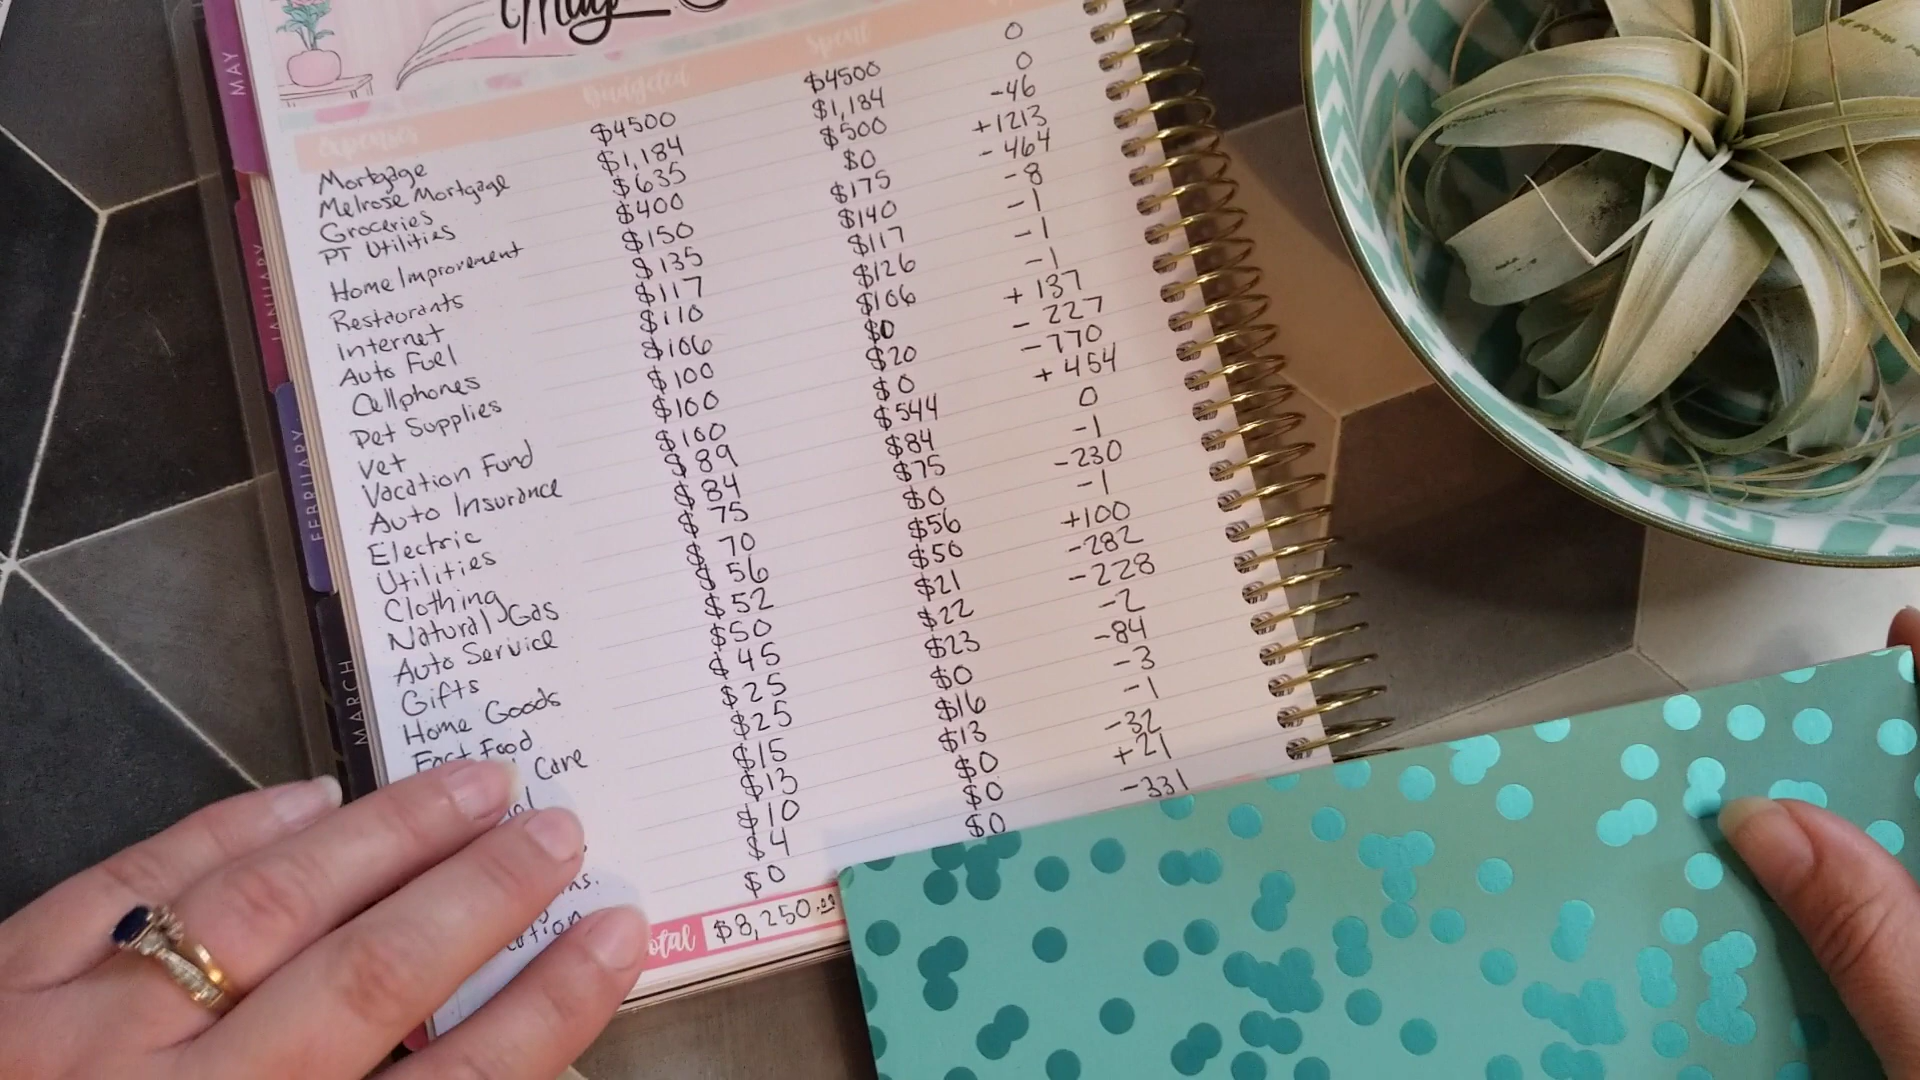 MAY
JANUARY
FEBRUARY
MARCH
May
Expenses Budgeted Spent
Mortgage $4500 $4500 0
Melrose Mortgage $1,184 $1,184 0
Groceries $635 $500 -46
PT Utilities $400 $0 +1213
Home Improvement $150 $175 -464
Restaurants $135 $140 -8
Internet $117 $117 -1
Auto Fuel $110 $126 -1
Cellphones $106 $106 -1
Pet Supplies $100 $0 +137
Vet $100 $20 -227
Vacation Fund $100 $0 -770
Auto Insurance $89 $544 +454
Electric $84 $84 0
Utilities $75 $75 -1
Clothing $70 $0 -230
Natural Gas $56 $56 -1
Auto Service $52 $50 +100
Gifts $50 $21 -282
Home Goods $45 $22 -228
Fast Food $25 $23 -2
Care $25 $0 -84
$15 $16 -3
$13 $13 -1
$10 $0 -32
$4 $0 +21
$0 $0 -331
otal $8,250.00